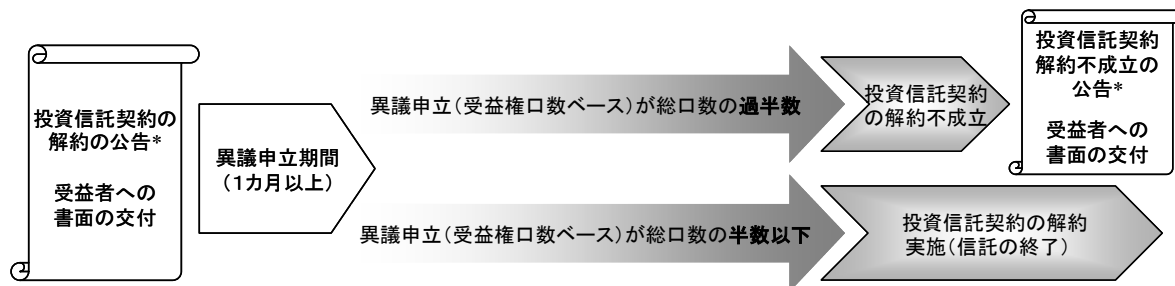 投資信託契約の
解約の公告*
受益者への
書面の交付
異議申立期間
（１カ月以上）
異議申立（受益権口数ベース）が総口数の過半数
投資信託契約
の解約不成立
投資信託契約
解約不成立の
公告*
受益者への
書面の交付
異議申立（受益権口数ベース）が総口数の半数以下
投資信託契約の解約
実施（信託の終了）